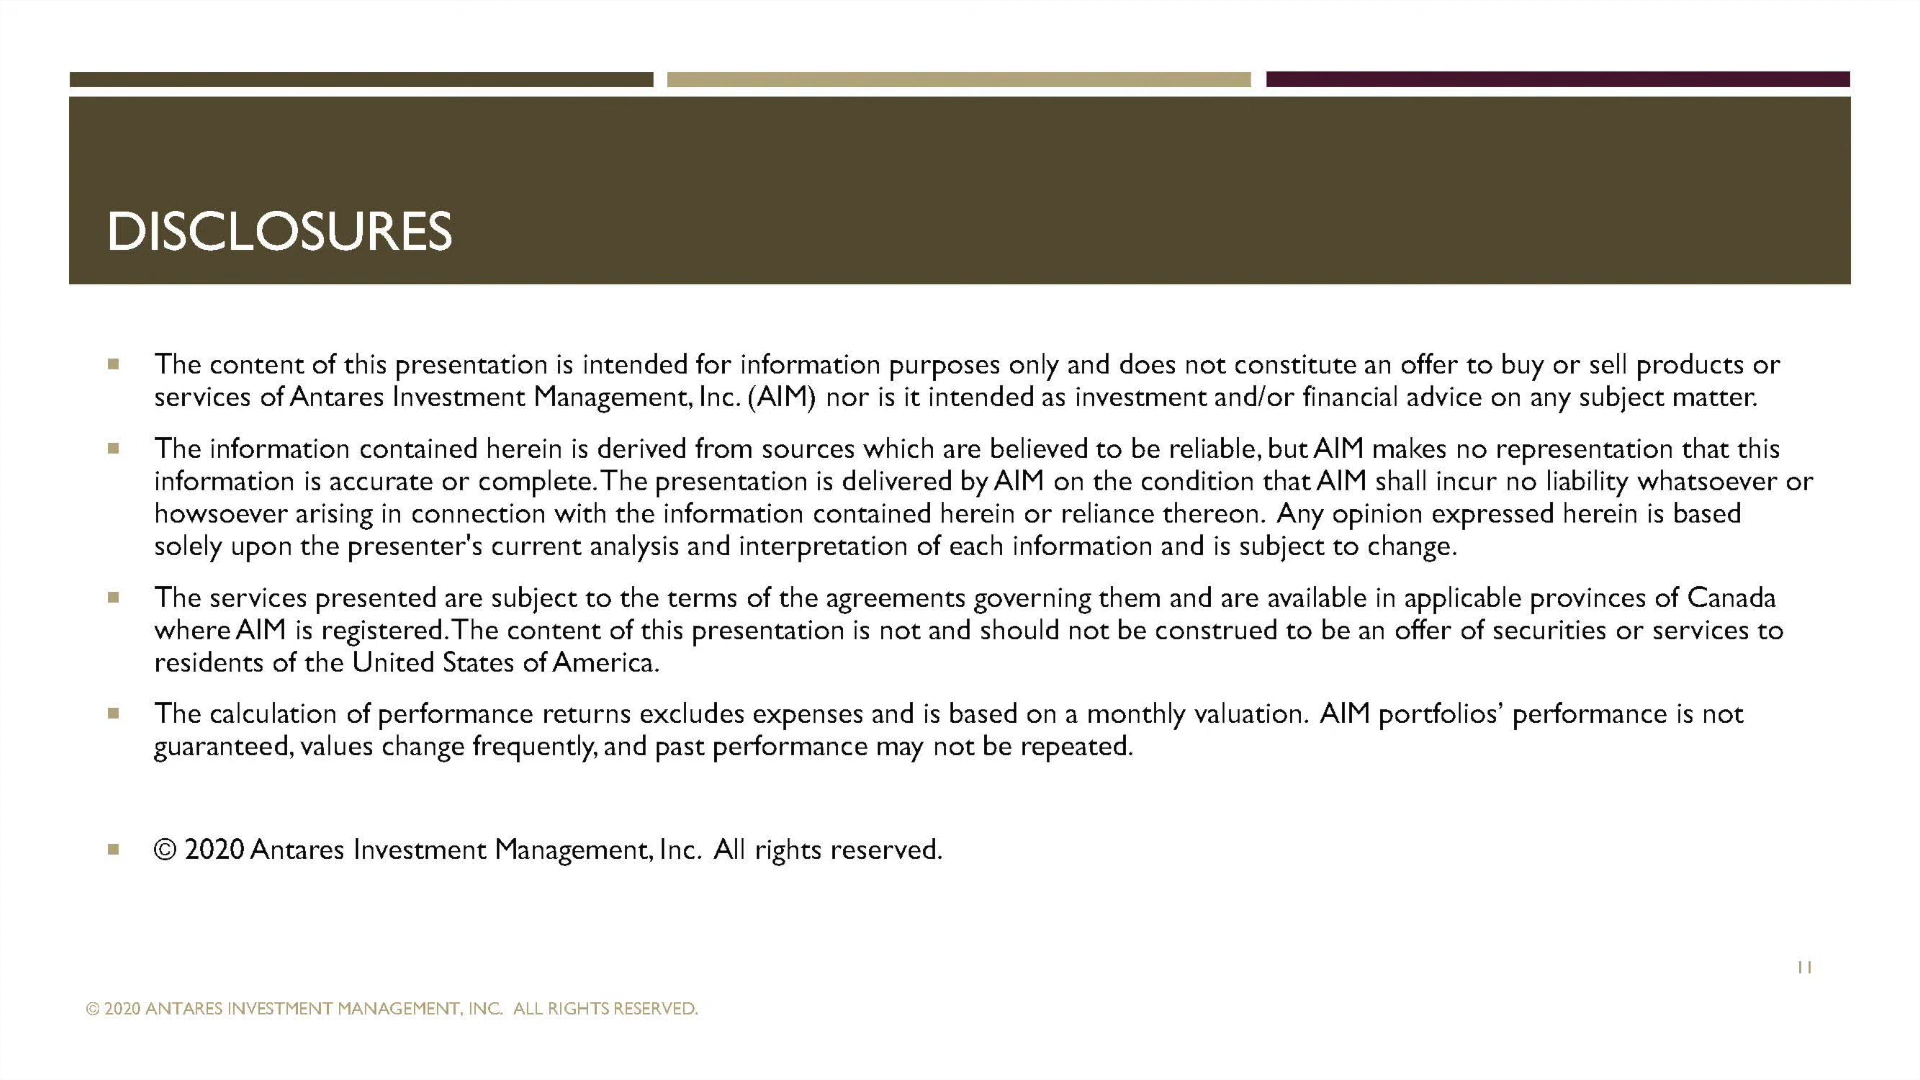 DISCLOSURES
The content of this presentation is intended for information purposes only and does not constitute an offer to buy or sell products or
services of Antares Investment Management, Inc. (AIM) nor is it intended as investment and/or financial advice on any subject matter.
The information contained herein is derived from sources which are believed to be reliable, but AIM makes no representation that this
information is accurate or complete. The presentation is delivered by AIM on the condition that AIM shall incur no liability whatsoever or
howsoever arising in connection with the information contained herein or reliance thereon. Any opinion expressed herein is based
solely upon the presenter's current analysis and interpretation of each information and is subject to change.
The services presented are subject to the terms of the agreements governing them and are available in applicable provinces of Canada
where AIM is registered. The content of this presentation is not and should not be construed to be an offer of securities or services to
residents of the United States of America.
The calculation of performance returns excludes expenses and is based on a monthly valuation. AIM portfolios’ performance is not
guaranteed, values change frequently, and past performance may not be repeated.
© 2020 Antares Investment Management, Inc. All rights reserved.
11
© 2020 ANTARES INVESTMENT MANAGEMENT, INC. ALL RIGHTS RESERVED.